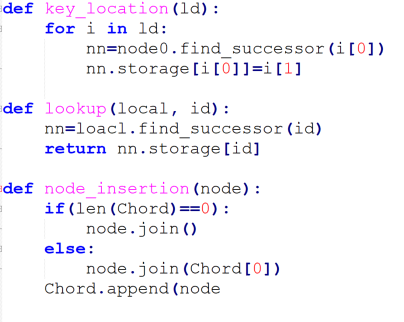 def key_location(ld):
    for i in ld:
        nn=node0.find_successor(i[0])
        nn.storage[i[0]]=i[1]
def lookup(local, id):
    nn=loacl.find_successor(id)
    return nn.storage[id]
def node_insertion(node):
    if(len(Chord)==0):
        node.join()
    else:
        node.join(Chord[0])
    Chord.append(node